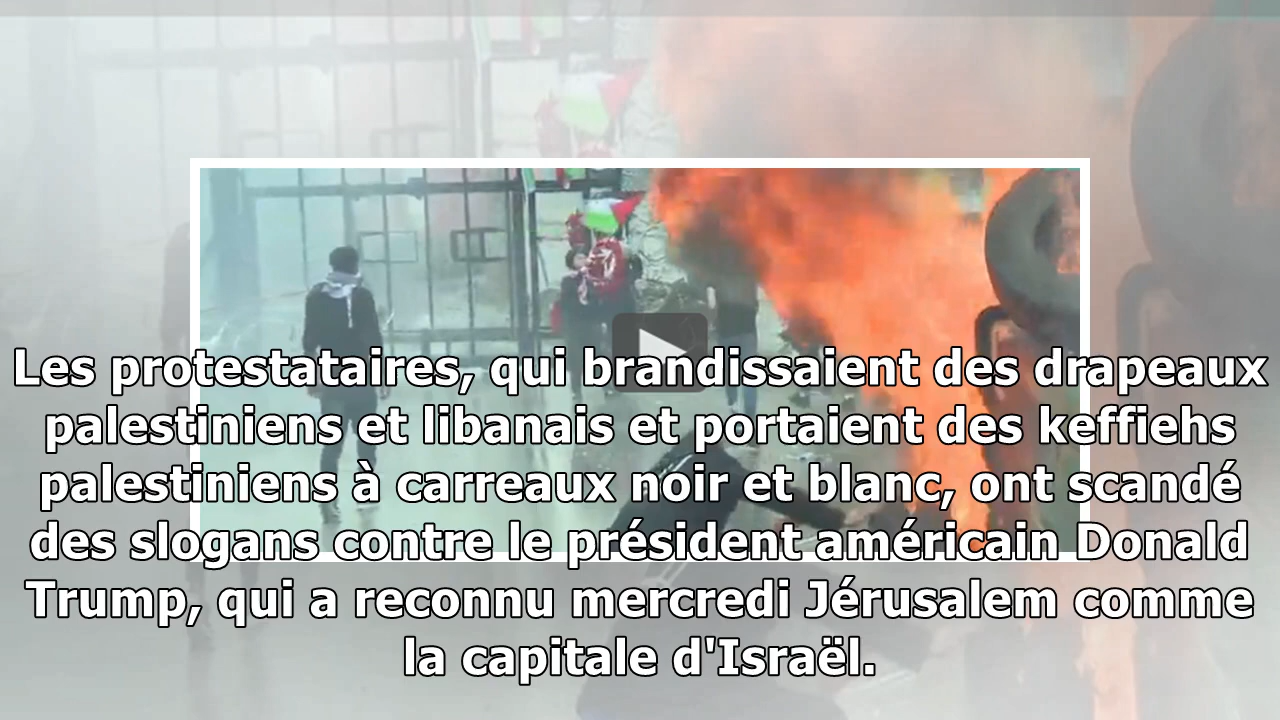 Les protestataires, qui brandissaient des drapeaux
palestiniens et libanais et portaient des keffiehs
palestiniens à carreaux noir et blanc, ont scandé
des slogans contre le président américain Donald
Trump, qui a reconnu mercredi Jérusalem comme
la capitale d'Israël.